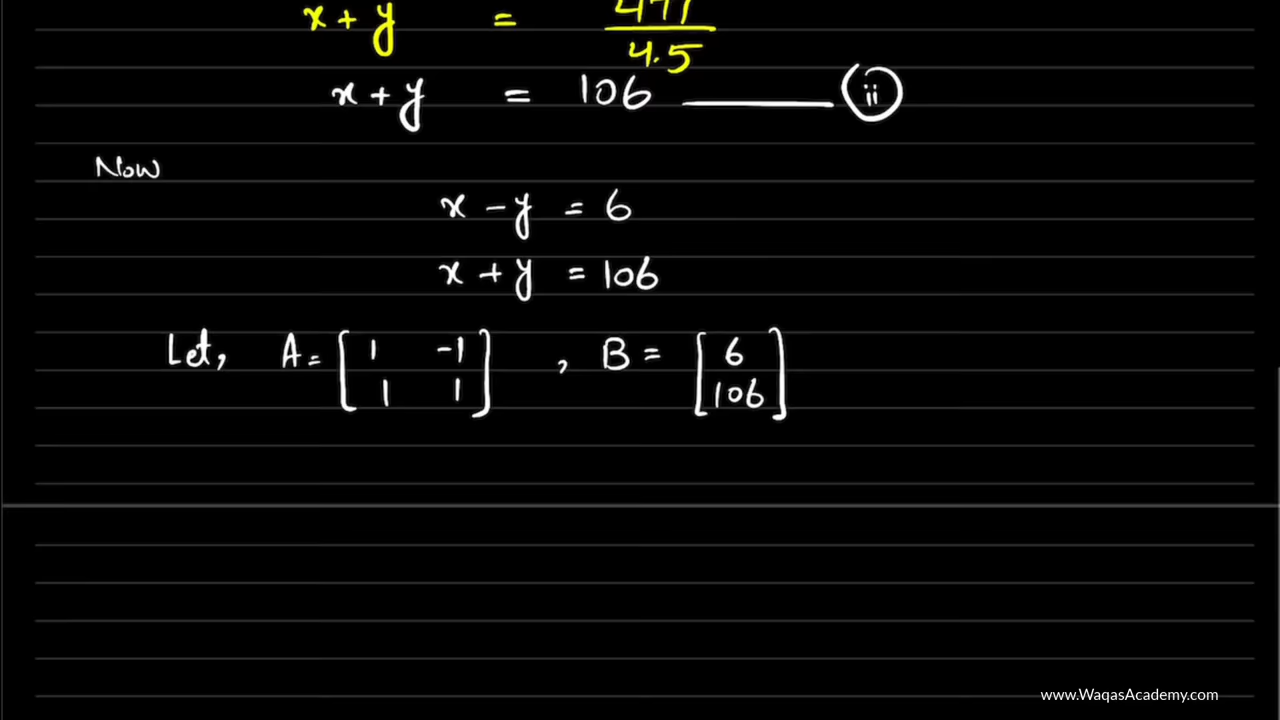 x + y =
4.5
x + y = 106 ii
Now
x - y = 6
x + y = 106
Let, A = [ 1 -1 , B = [ 6
1 1 ] 106 ]
www.WaqasAcademy.com